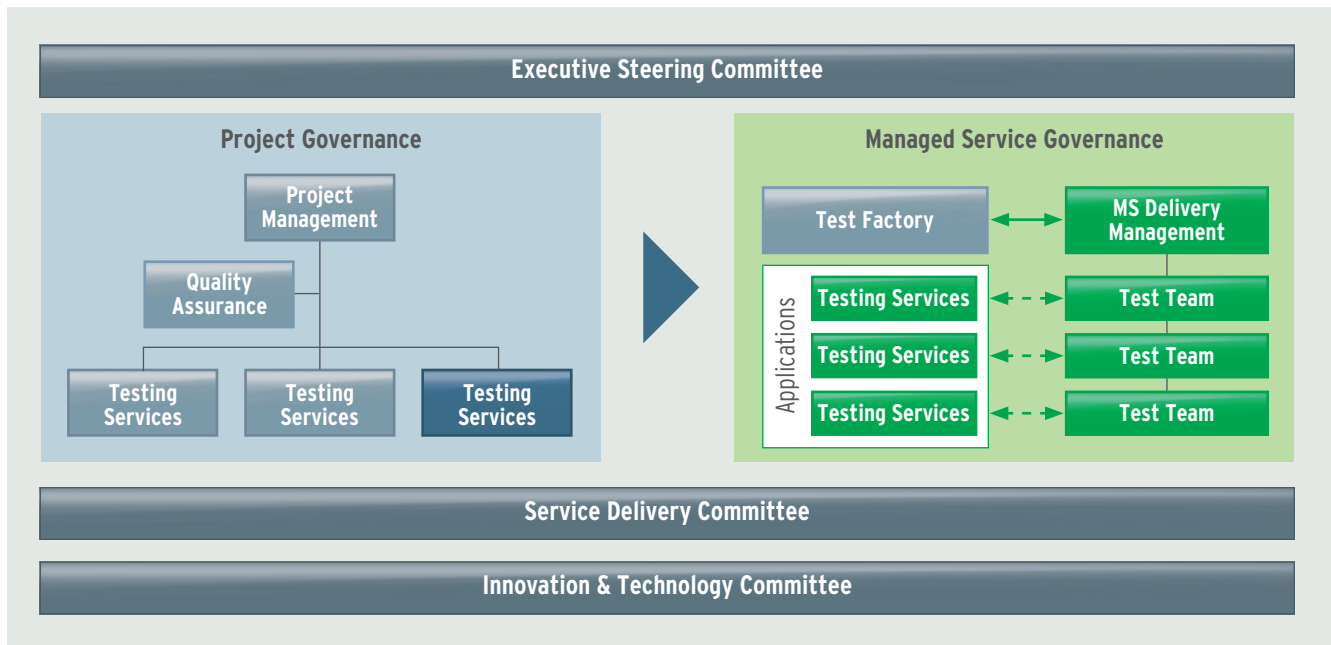 Executive Steering Committee
Project Governance
Project
Management
Quality
Assurance
Testing
Services
Testing
Services
Testing
Services
Managed Service Governance
Test Factory
MS Delivery
Management
Applications
Testing Services
Test Team
Testing Services
Test Team
Testing Services
Test Team
Service Delivery Committee
Innovation & Technology Committee